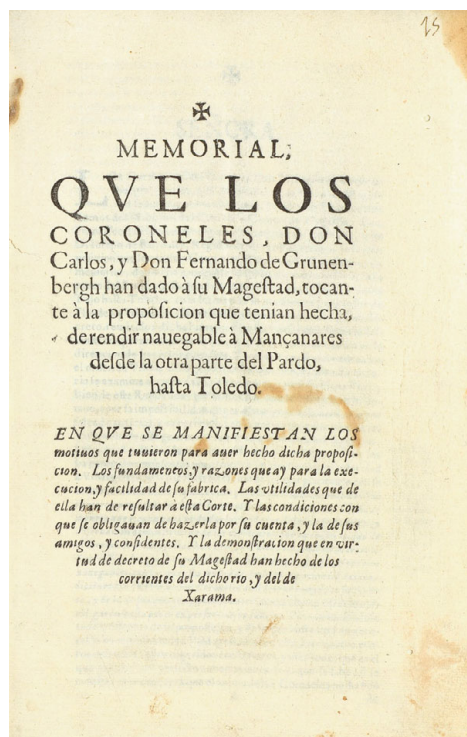 25
✠
MEMORIAL,
QVE LOS
CORONELES, DON
Carlos, y Don Fernando de Grunen-
bergh han dado à ſu Mageſtad, tocan-
te à la propoſicion que tenian hecha,
de rendir nauegable à Mançanares
deſde la otra parte del Pardo,
haſta Toledo.
EN QVE SE MANIFIESTAN LOS
motiuos que tuuieron para auer hecho dicha propoſi-
cion. Los fundamentos, y razones que ay para la exe-
cucion, y facilidad de ſu fabrica. Las vtilidades que de
ella han de reſultar à eſta Corte. Y las condiciones con
que ſe obligauan de hazerla por ſu cuenta, y la de ſus
amigos, y confidentes. Y la demonſtracion que en vir-
tud de decreto de ſu Mageſtad han hecho de los
corrientes del dicho rio, y del de
Xarama.